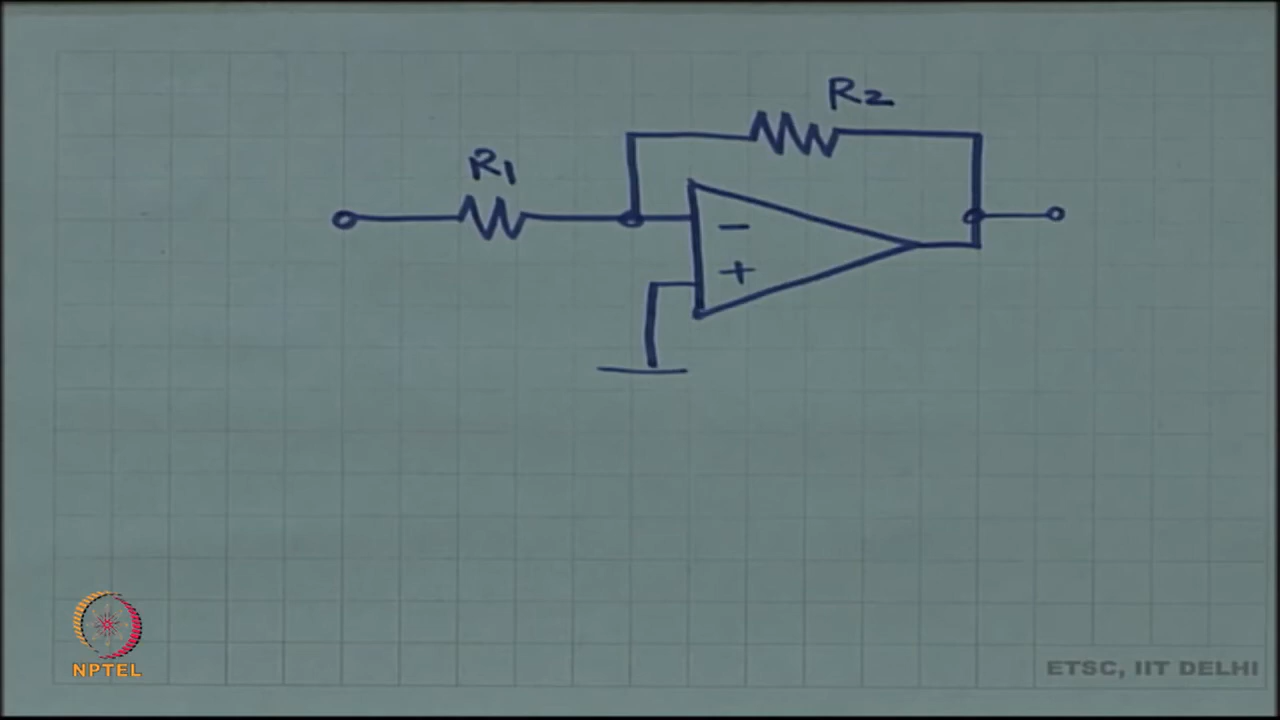 R2
R1
−
+
NPTEL
ETSC, IIT DELHI